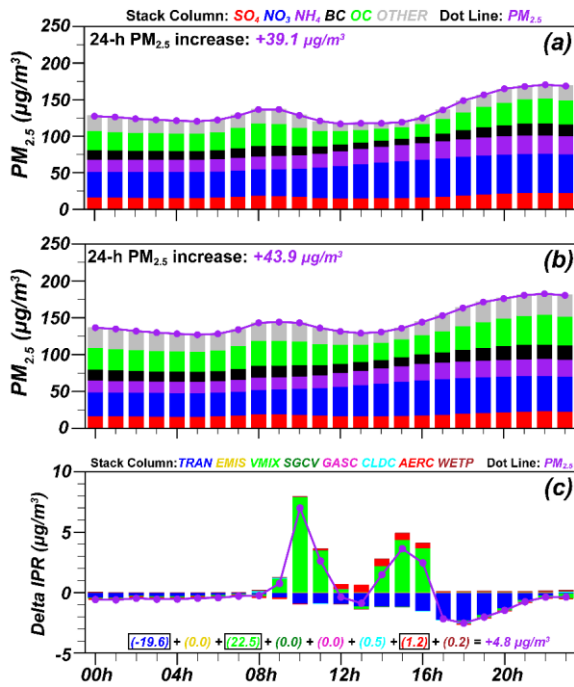 Stack Column: SO4 NO3 NH4 BC OC OTHER Dot Line: PM2.5
24-h PM2.5 increase: +39.1 μg/m³
(a)
PM2.5 (μg/m³)
250
200
150
100
50
0
24-h PM2.5 increase: +43.9 μg/m³
(b)
PM2.5 (μg/m³)
250
200
150
100
50
0
Stack Column: TRAN EMIS VMIX SGCV GASC CLDC AERC WETP Dot Line: PM2.5
(c)
Delta IPR (μg/m³)
10
5
0
-5
(-19.6) + (0.0) + (22.5) + (0.0) + (0.0) + (0.5) + (1.2) + (0.2) = +4.8 μg/m³
00h 04h 08h 12h 16h 20h